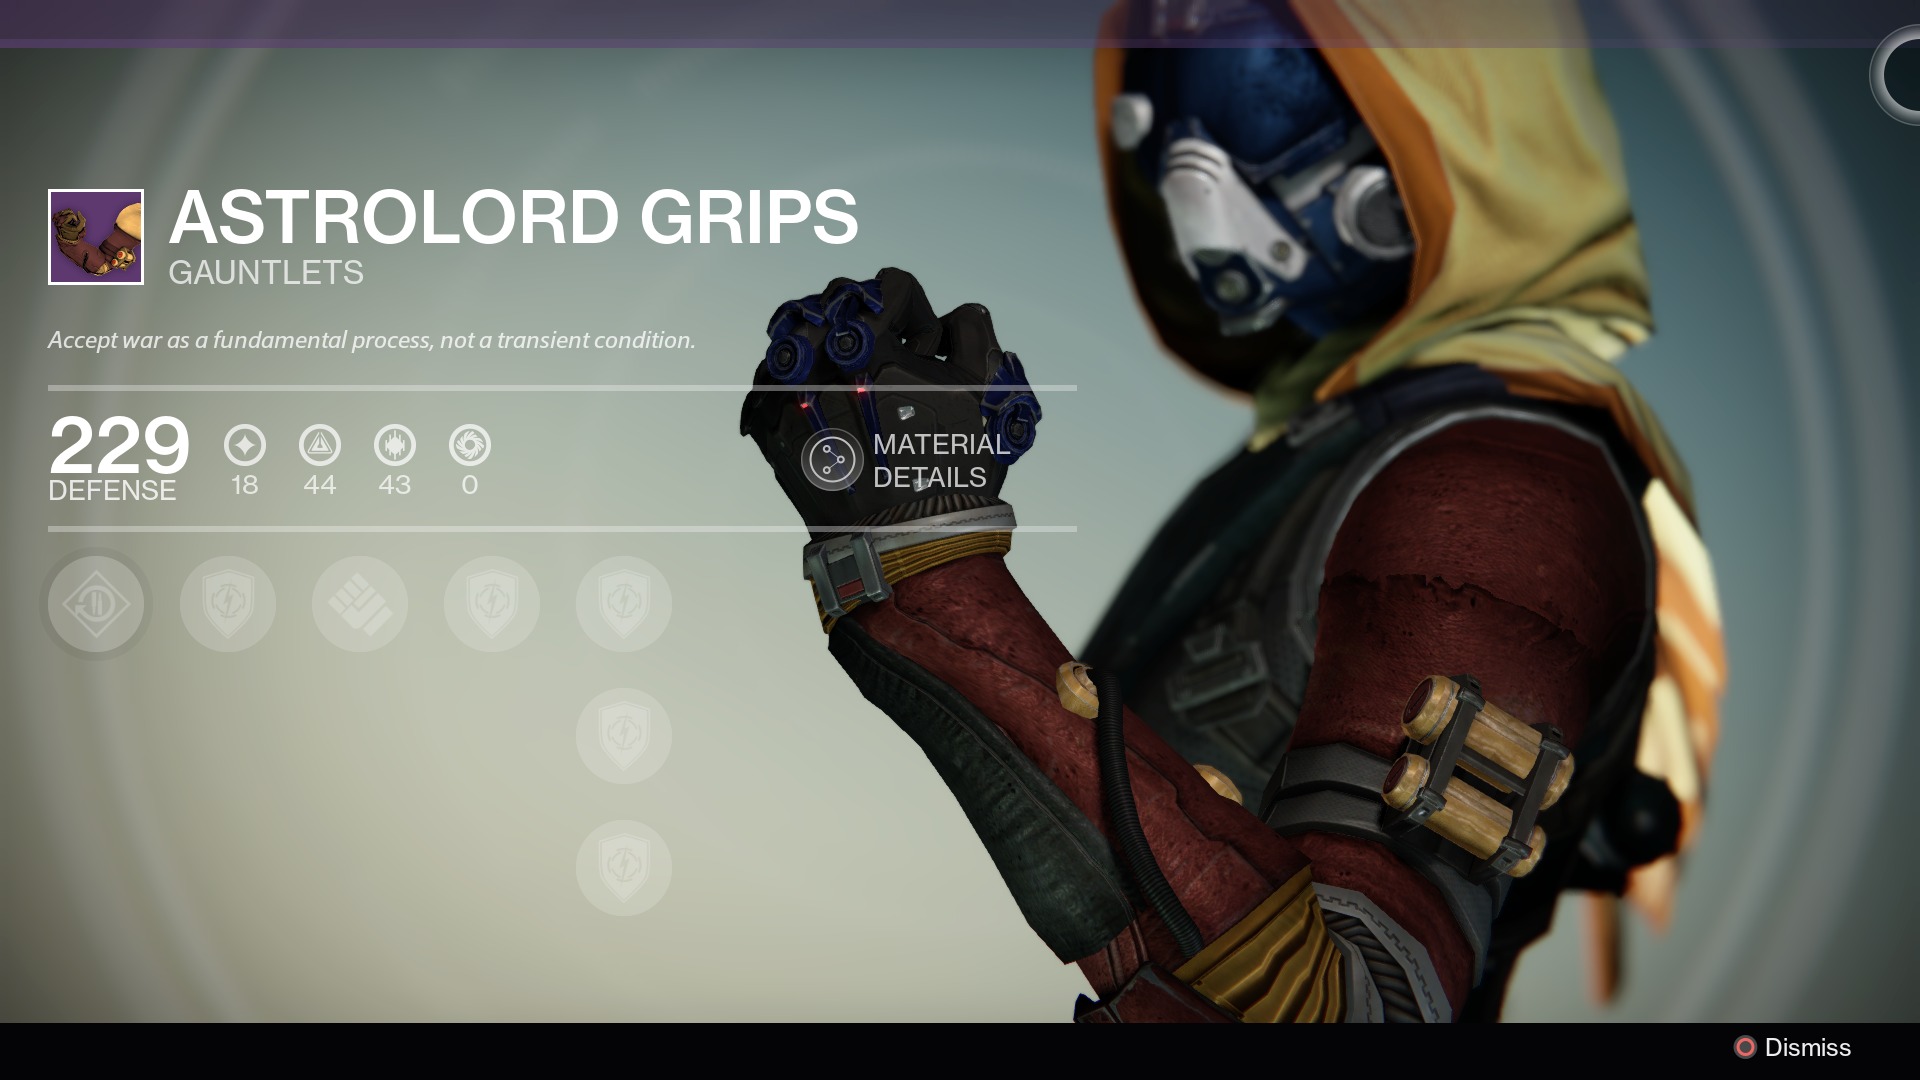 ASTROLORD GRIPS
GAUNTLETS
Accept war as a fundamental process, not a transient condition.
229
DEFENSE
18 44 43 0
MATERIAL
DETAILS
Dismiss